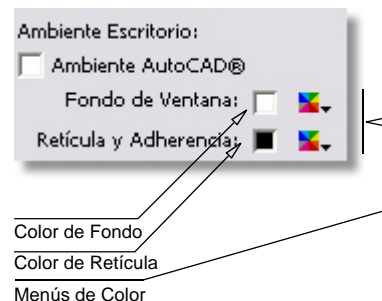 Ambiente Escritorio:
Ambiente AutoCAD®
Fondo de Ventana:
Retícula y Adherencia:
Color de Fondo
Color de Retícula
Menús de Color